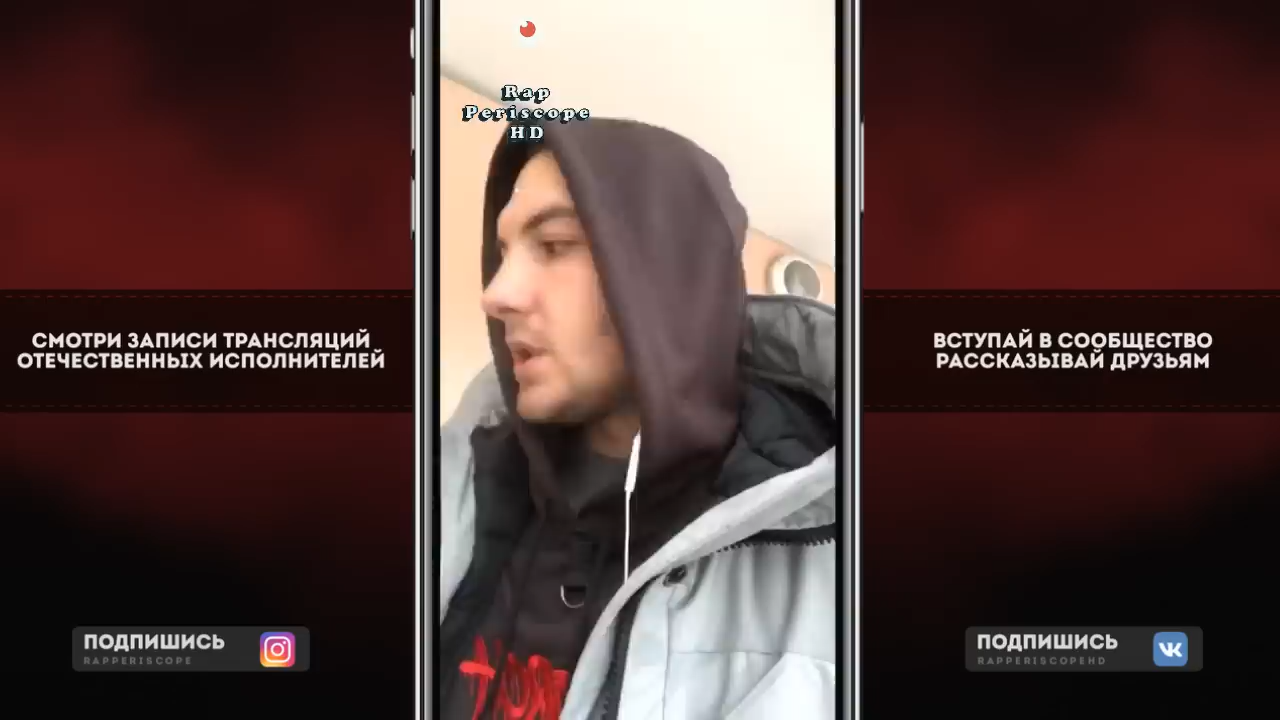 Rap
Periscope
HD
СМОТРИ ЗАПИСИ ТРАНСЛЯЦИЙ
ОТЕЧЕСТВЕННЫХ ИСПОЛНИТЕЛЕЙ
ВСТУПАЙ В СООБЩЕСТВО
РАССКАЗЫВАЙ ДРУЗЬЯМ
ПОДПИШИСЬ
RAPPERISCOPE
ПОДПИШИСЬ
RAPPERISCOPEHD